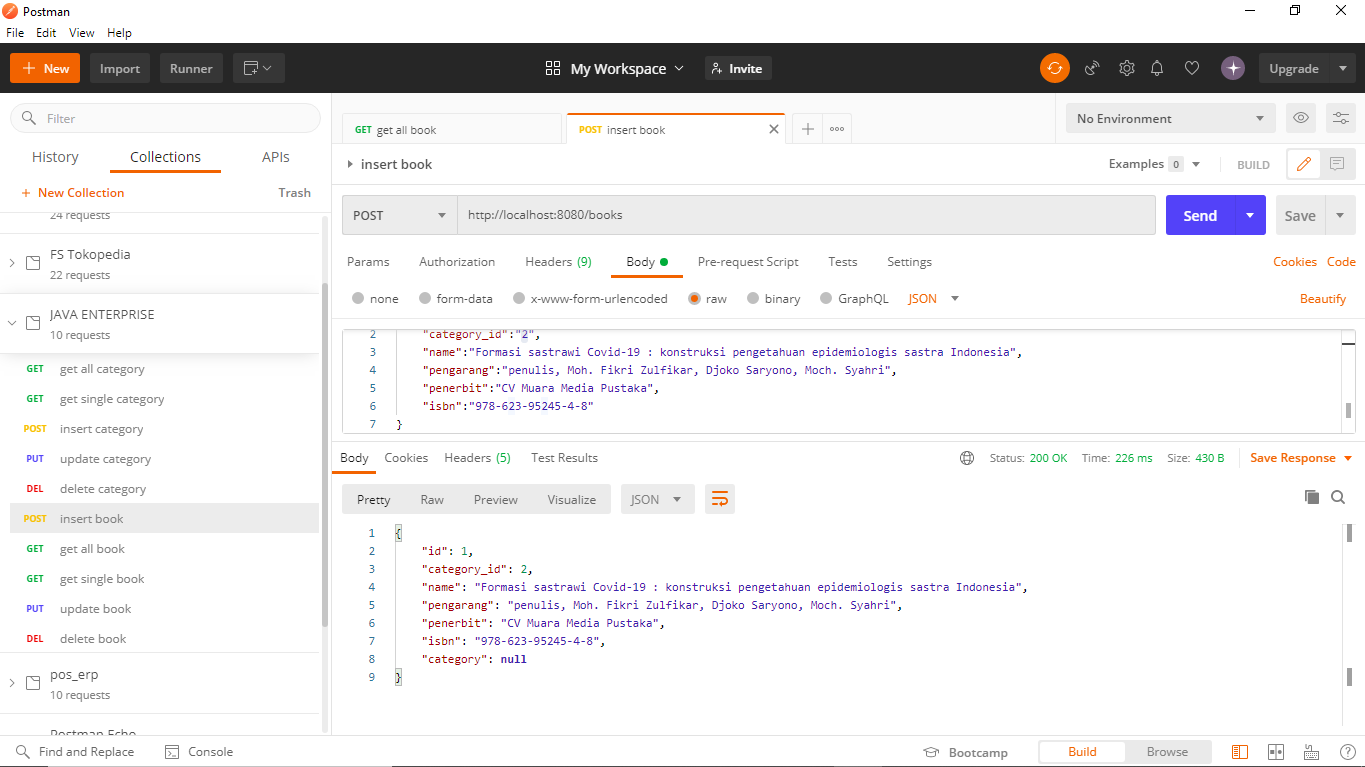 Postman
File Edit View Help
New Import Runner My Workspace Invite Upgrade
Filter
History Collections APIs
New Collection Trash
24 requests
FS Tokopedia
22 requests
JAVA ENTERPRISE
10 requests
GET get all category
GET get single category
POST insert category
PUT update category
DEL delete category
POST insert book
GET get all book
GET get single book
PUT update book
DEL delete book
pos_erp
10 requests
Postman Echo
GET get all book POST insert book No Environment
insert book Examples 0 BUILD
POST http://localhost:8080/books Send Save
Params Authorization Headers (9) Body Pre-request Script Tests Settings Cookies Code
none form-data x-www-form-urlencoded raw binary GraphQL JSON Beautify
2 "category_id":"2",
3 "name":"Formasi sastrawi Covid-19 : konstruksi pengetahuan epidemiologis sastra Indonesia",
4 "pengarang":"penulis, Moh. Fikri Zulfikar, Djoko Saryono, Moch. Syahri",
5 "penerbit":"CV Muara Media Pustaka",
6 "isbn":"978-623-95245-4-8"
7 }
Body Cookies Headers (5) Test Results Status: 200 OK Time: 226 ms Size: 430 B Save Response
Pretty Raw Preview Visualize JSON
1 {
2 "id": 1,
3 "category_id": 2,
4 "name": "Formasi sastrawi Covid-19 : konstruksi pengetahuan epidemiologis sastra Indonesia",
5 "pengarang": "penulis, Moh. Fikri Zulfikar, Djoko Saryono, Moch. Syahri",
6 "penerbit": "CV Muara Media Pustaka",
7 "isbn": "978-623-95245-4-8",
8 "category": null
9 }
Find and Replace Console Bootcamp Build Browse